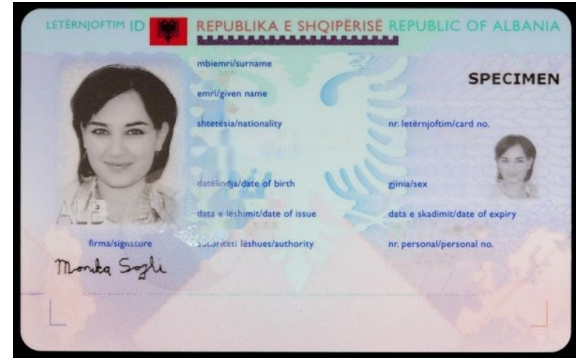 LETËRNJOFTIM ID REPUBLIKA E SHQIPËRISË REPUBLIC OF ALBANIA
mbiemri/surname
SPECIMEN
emri/given name
shtetësia/nationality nr. letërnjoftim/card no.
datëlindja/date of birth gjinia/sex
ALB
data e lëshimit/date of issue data e skadimit/date of expiry
firma/signature autoriteti lëshues/authority nr. personal/personal no.
Monika Sogli